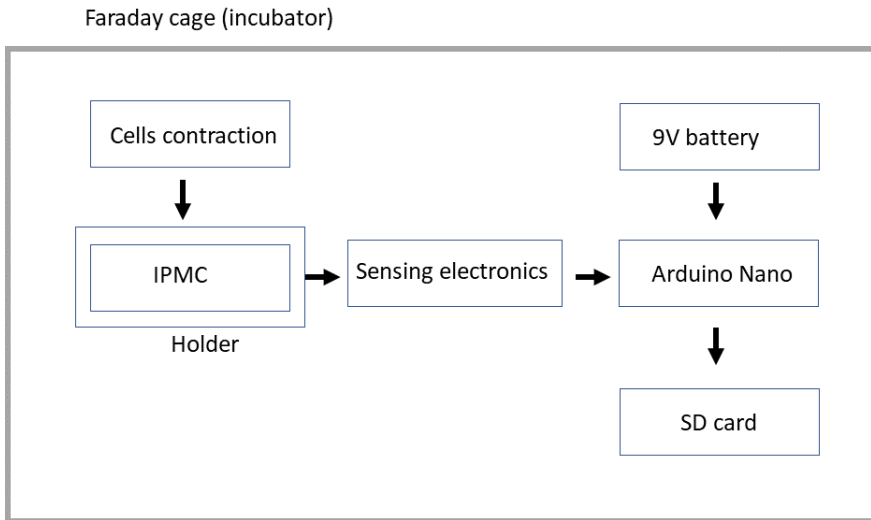 Faraday cage (incubator)
Cells contraction
9V battery
IPMC
Sensing electronics
Arduino Nano
Holder
SD card